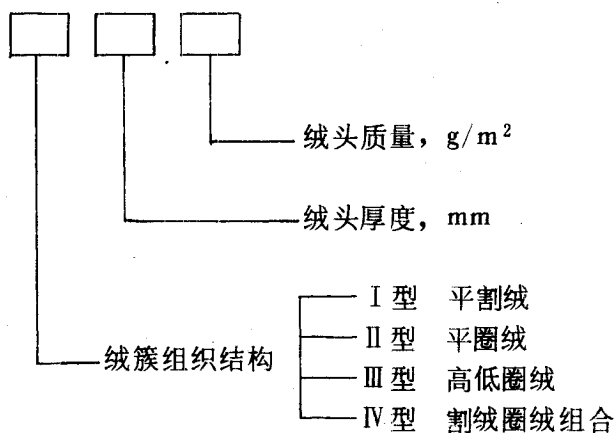 绒头质量，g/m²
绒头厚度，mm
Ⅰ型 平割绒
Ⅱ型 平圈绒
绒簇组织结构
Ⅲ型 高低圈绒
Ⅳ型 割绒圈绒组合